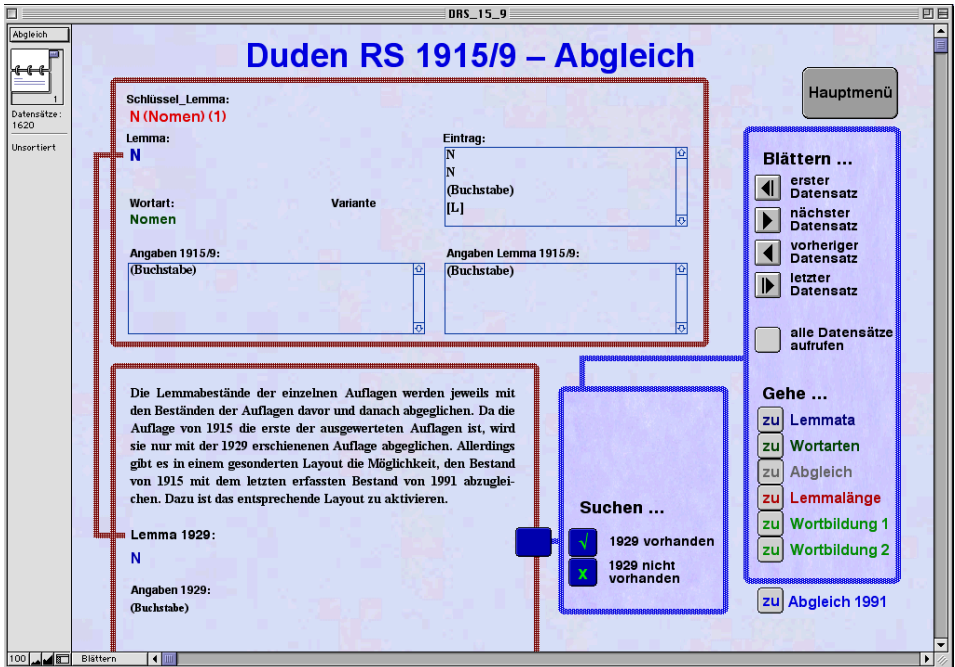 DRS_15_9
Abgleich
1
Datensätze:
1620
Unsortiert
Duden RS 1915/9 – Abgleich
Hauptmenü
Schlüssel_Lemma:
N (Nomen) (1)
Lemma:
N
Wortart:
Nomen
Variante
Eintrag:
N
N
(Buchstabe)
[L]
Angaben 1915/9:
(Buchstabe)
Angaben Lemma 1915/9:
(Buchstabe)
Die Lemmabestände der einzelnen Auflagen werden jeweils mit
den Beständen der Auflagen davor und danach abgeglichen. Da die
Auflage von 1915 die erste der ausgewerteten Auflagen ist, wird
sie nur mit der 1929 erschienenen Auflage abgeglichen. Allerdings
gibt es in einem gesonderten Layout die Möglichkeit, den Bestand
von 1915 mit dem letzten erfassten Bestand von 1991 abzuglei-
chen. Dazu ist das entsprechende Layout zu aktivieren.
Lemma 1929:
N
Angaben 1929:
(Buchstabe)
Suchen ...
√ 1929 vorhanden
x 1929 nicht
vorhanden
Blättern ...
erster
Datensatz
nächster
Datensatz
vorheriger
Datensatz
letzter
Datensatz
alle Datensätze
aufrufen
Gehe ...
zu Lemmata
zu Wortarten
zu Abgleich
zu Lemmalänge
zu Wortbildung 1
zu Wortbildung 2
zu Abgleich 1991
100
Blättern